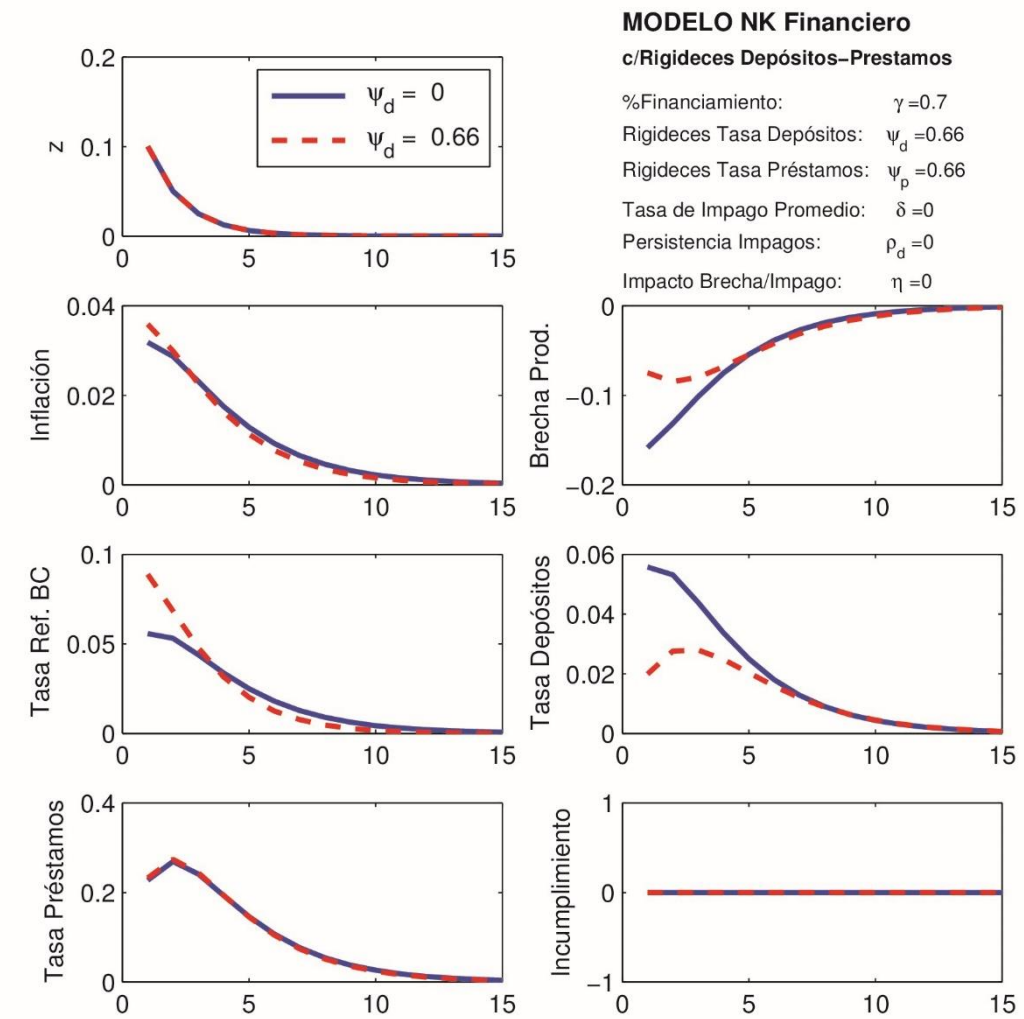 MODELO NK Financiero
c/Rigideces Depósitos–Prestamos
%Financiamiento: γ =0.7
Rigideces Tasa Depósitos: ψd =0.66
Rigideces Tasa Préstamos: ψp =0.66
Tasa de Impago Promedio: δ =0
Persistencia Impagos: ρd =0
Impacto Brecha/Impago: η =0
z
0.2
0.1
0
0 5 10 15
ψd = 0
ψd = 0.66
Inflación
0.04
0.02
0
0 5 10 15
Brecha Prod.
0
−0.1
−0.2
0 5 10 15
Tasa Ref. BC
0.1
0.05
0
0 5 10 15
Tasa Depósitos
0.06
0.04
0.02
0
0 5 10 15
Tasa Préstamos
0.4
0.2
0
0 5 10 15
Incumplimiento
1
0
−1
0 5 10 15